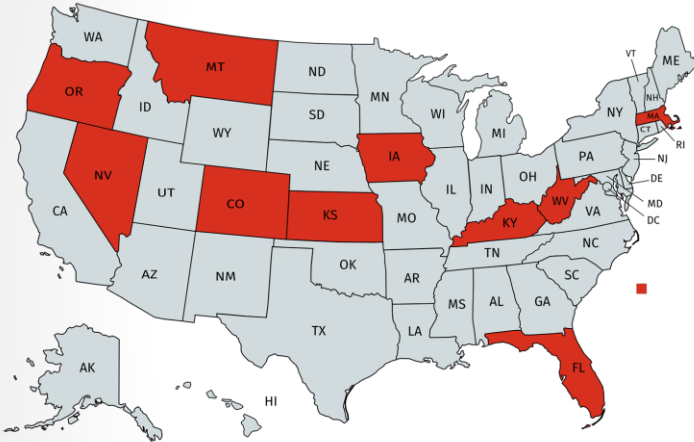 WA
MT
ND
MN
ME
VT
NH
OR
ID
SD
WI
NY
MA
CT
RI
WY
MI
NV
NE
IA
PA
NJ
UT
CO
IL
IN
OH
DE
MD
DC
CA
KS
MO
KY
WV
VA
AZ
NM
OK
AR
TN
NC
SC
MS
AL
GA
TX
LA
FL
AK
HI